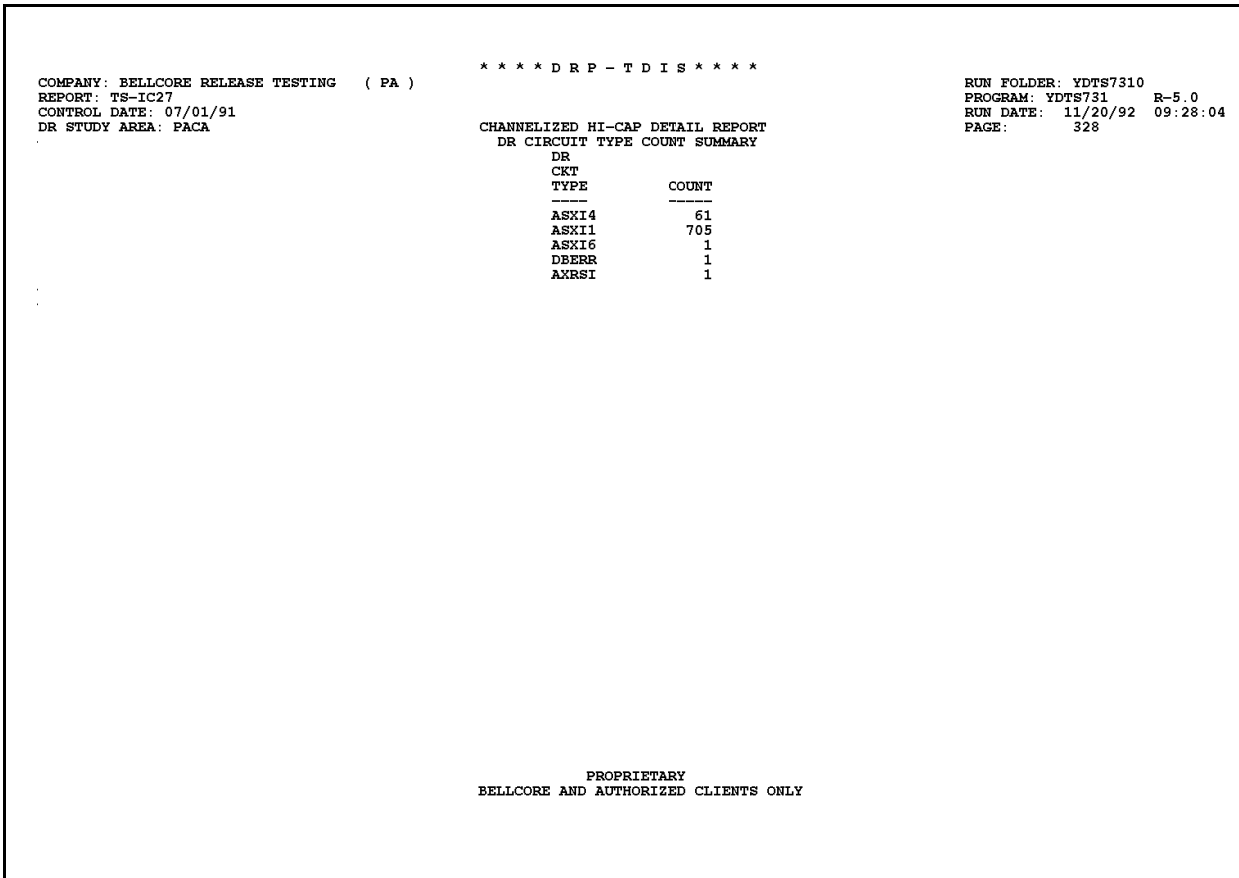 * * * * D R P - T D I S * * * *
COMPANY: BELLCORE RELEASE TESTING ( PA ) RUN FOLDER: YDTS7310
REPORT: TS-IC27 PROGRAM: YDTS731 R-5.0
CONTROL DATE: 07/01/91 RUN DATE: 11/20/92 09:28:04
DR STUDY AREA: PACA CHANNELIZED HI-CAP DETAIL REPORT PAGE: 328
DR CIRCUIT TYPE COUNT SUMMARY
DR
CKT
TYPE COUNT
---- -----
ASXI4 61
ASXI1 705
ASXI6 1
DBERR 1
AXRSI 1
PROPRIETARY
BELLCORE AND AUTHORIZED CLIENTS ONLY